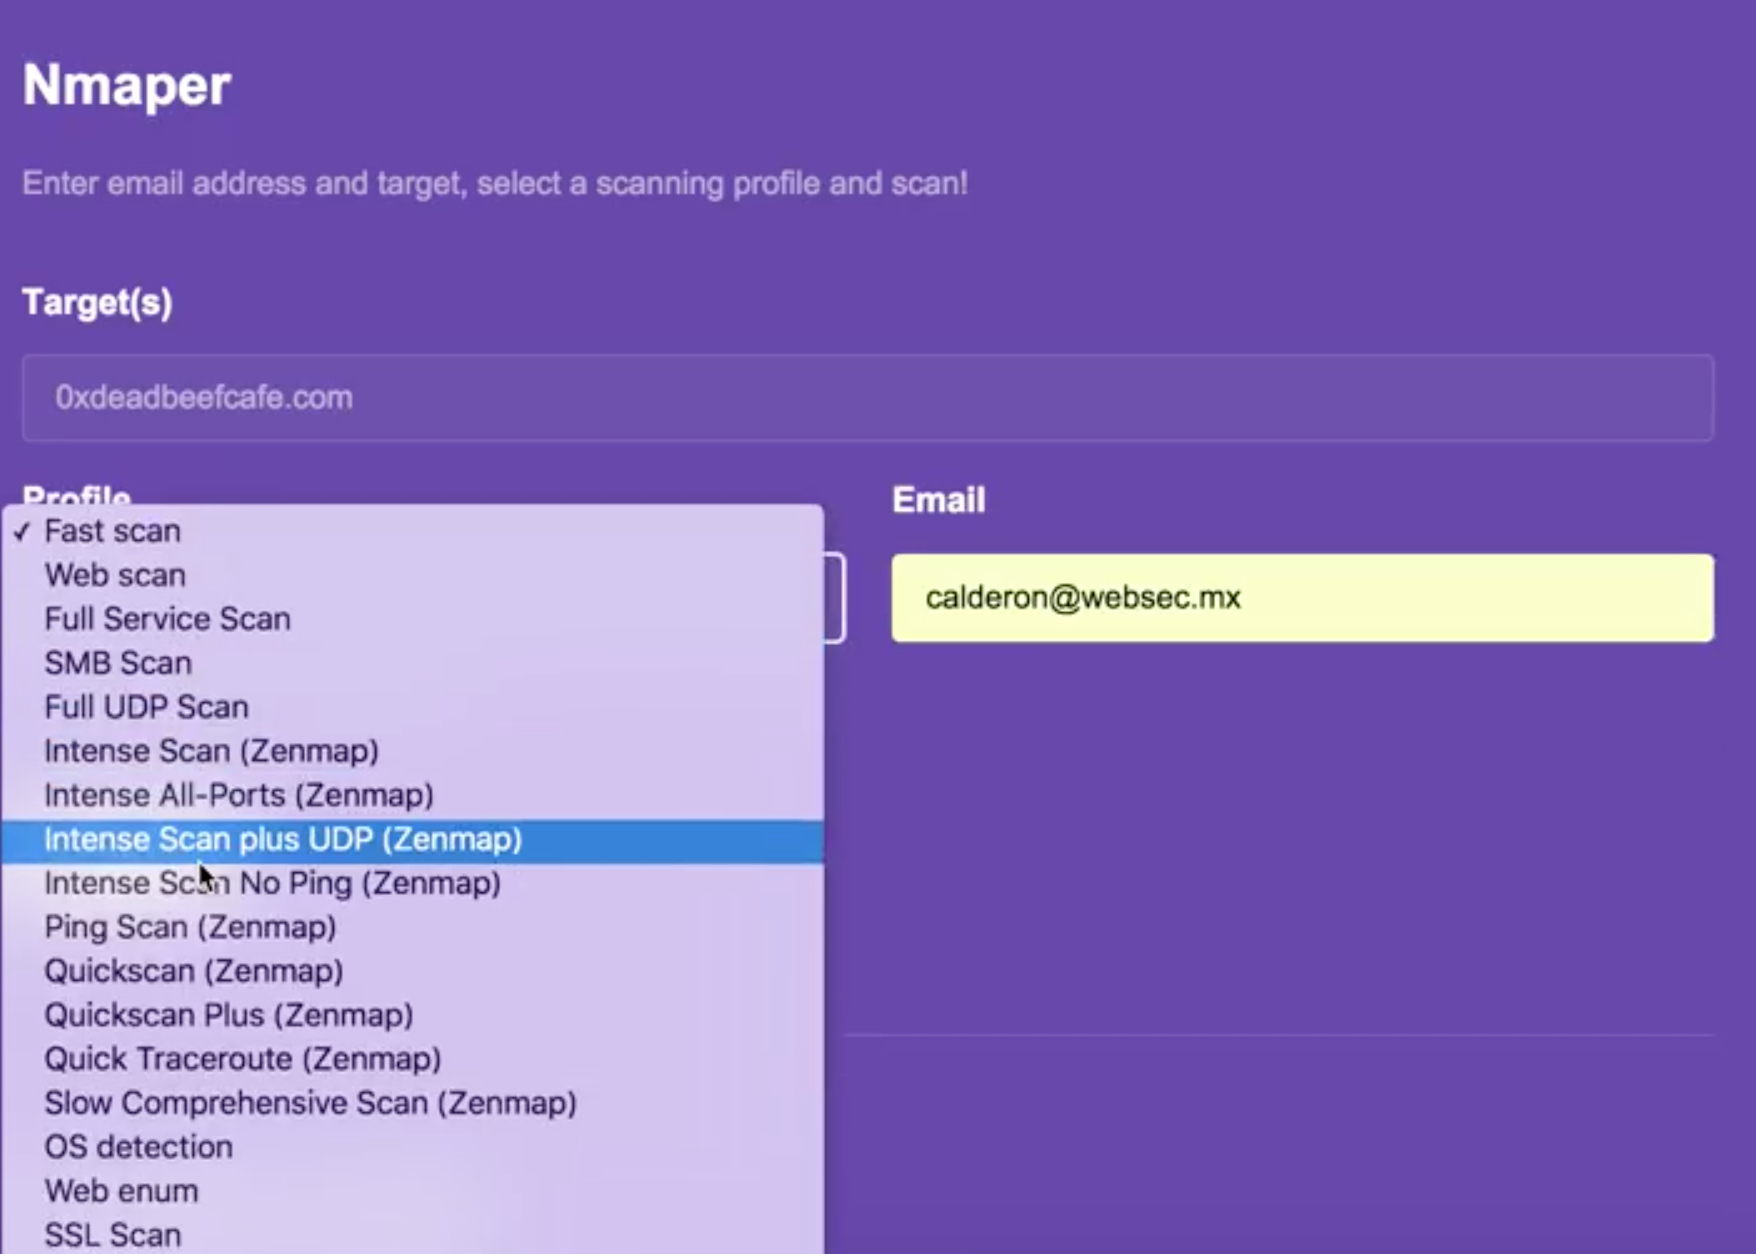 Nmaper
Enter email address and target, select a scanning profile and scan!
Target(s)
0xdeadbeefcafe.com
Profile
Email
calderon@websec.mx
✓ Fast scan
Web scan
Full Service Scan
SMB Scan
Full UDP Scan
Intense Scan (Zenmap)
Intense All-Ports (Zenmap)
Intense Scan plus UDP (Zenmap)
Intense Scan No Ping (Zenmap)
Ping Scan (Zenmap)
Quickscan (Zenmap)
Quickscan Plus (Zenmap)
Quick Traceroute (Zenmap)
Slow Comprehensive Scan (Zenmap)
OS detection
Web enum
SSL Scan